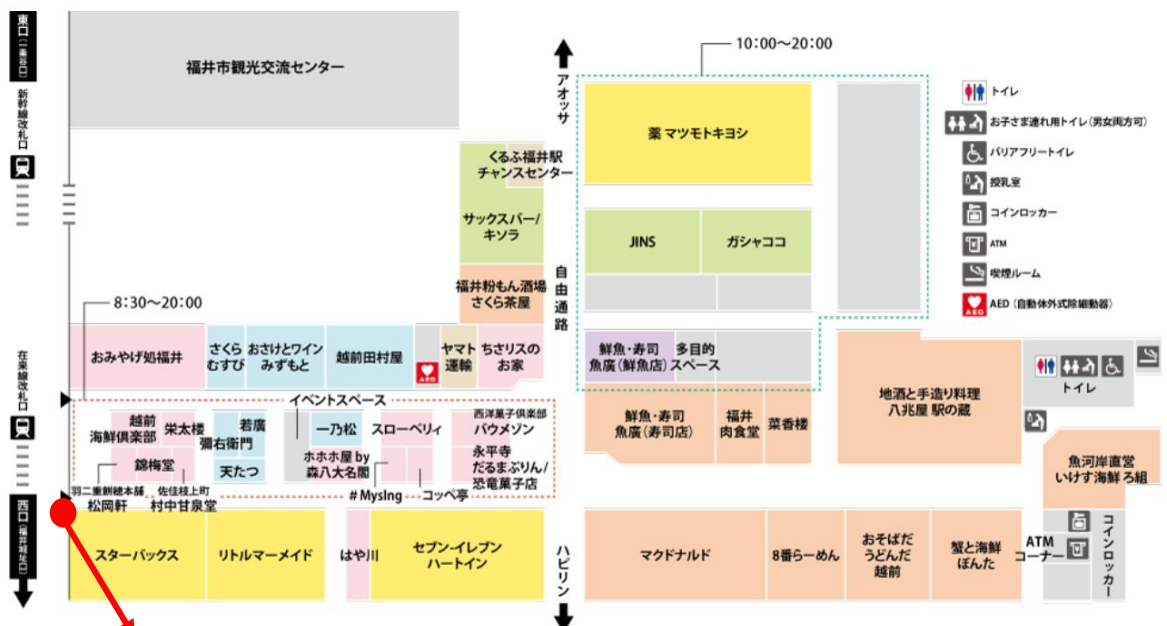 東口(一乗谷口)
新幹線改札口
在来線改札口
西口(福井城址口)
福井市観光交流センター
くるふ福井駅
チャンスセンター
サックスバー/
キソラ
福井粉もん酒場
さくら茶屋
8:30〜20:00
おみやげ処福井
さくら
むすび
おさけとワイン
みずもと
越前田村屋
AED
ヤマト
運輸
ちさリスの
お家
イベントスペース
越前
海鮮倶楽部
栄太楼
若廣
彌右衛門
一乃松
スローベリィ
西洋菓子倶楽部
バウメゾン
錦梅堂
天たつ
ホホホ屋 by
森八大名閣
永平寺
だるまぷりん/
恐竜菓子店
羽二重餅總本舗
松岡軒
佐佳枝上町
村中甘泉堂
#MysIng
コッペ亭
スターバックス
リトルマーメイド
はや川
セブン-イレブン
ハートイン
アオッサ
自由通路
ハピリン
10:00〜20:00
薬 マツモトキヨシ
JINS
ガシャココ
鮮魚・寿司
魚廣(鮮魚店)
多目的
スペース
鮮魚・寿司
魚廣(寿司店)
福井
肉食堂
菜香楼
地酒と手造り料理
八兆屋 駅の蔵
トイレ
魚河岸直営
いけす海鮮 ろ組
マクドナルド
8番らーめん
おそばだ
うどんだ
越前
蟹と海鮮
ぼんた
ATM
コーナー
コインロッカー
トイレ
お子さま連れ用トイレ(男女両方可)
バリアフリートイレ
授乳室
コインロッカー
ATM
喫煙ルーム
AED
AED(自動体外式除細動器)